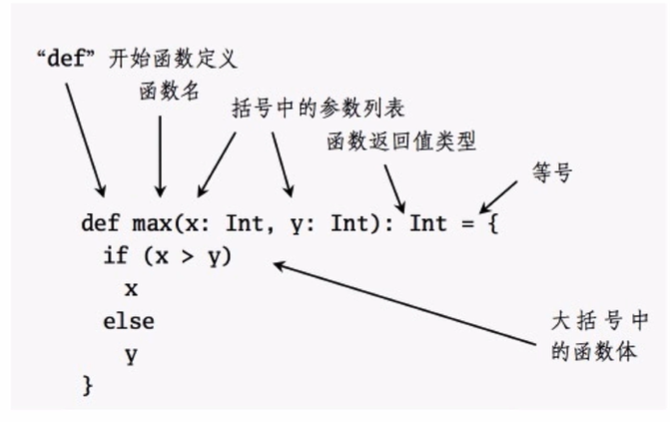 “def” 开始函数定义
函数名
括号中的参数列表
函数返回值类型
等号
def max(x: Int, y: Int): Int = {
if (x > y)
x
else
y
}
大括号中
的函数体